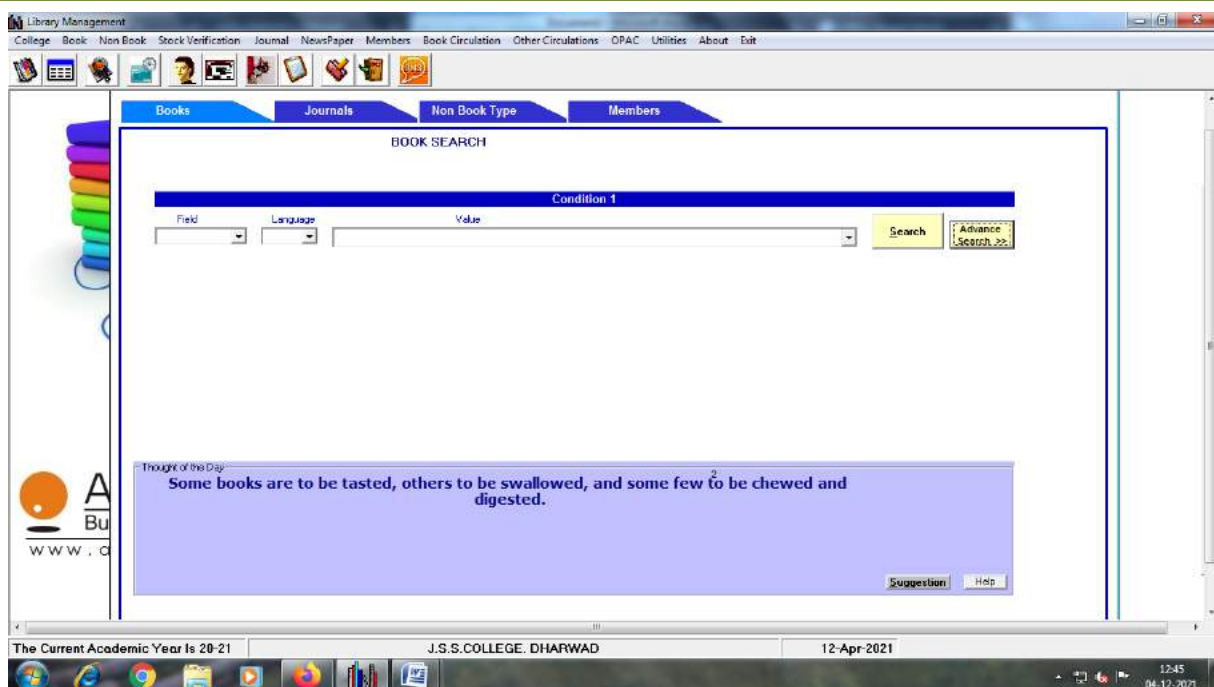 Library Management
College Book Non Book Stock Verification Journal NewsPaper Members Book Circulation Other Circulations OPAC Utilities About Exit
Books Journals Non Book Type Members
BOOK SEARCH
Condition 1
Field Language Value
Search
Advance
Search >>
Thought of the Day
2
Some books are to be tasted, others to be swallowed, and some few to be chewed and
digested.
A
Bu
www.a
Suggestion Help
The Current Academic Year Is 20-21 J.S.S.COLLEGE. DHARWAD 12-Apr-2021
12:45
04-12-2021